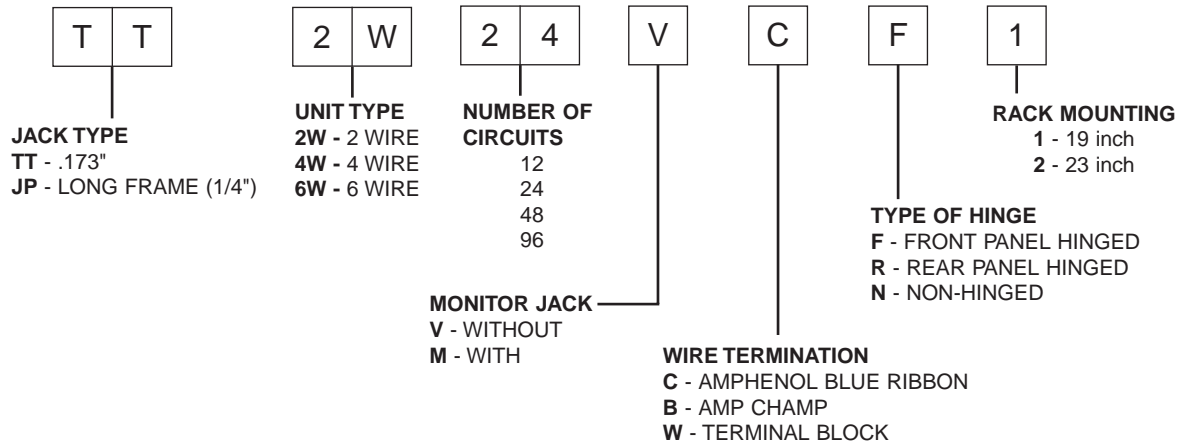 T T 2 W 2 4 V C F 1
JACK TYPE
TT - .173"
JP - LONG FRAME (1/4")
UNIT TYPE
2W - 2 WIRE
4W - 4 WIRE
6W - 6 WIRE
NUMBER OF
CIRCUITS
12
24
48
96
MONITOR JACK
V - WITHOUT
M - WITH
WIRE TERMINATION
C - AMPHENOL BLUE RIBBON
B - AMP CHAMP
W - TERMINAL BLOCK
TYPE OF HINGE
F - FRONT PANEL HINGED
R - REAR PANEL HINGED
N - NON-HINGED
RACK MOUNTING
1 - 19 inch
2 - 23 inch